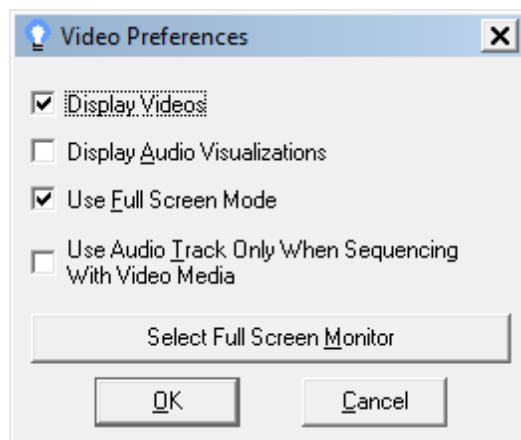 Video Preferences
Display Videos
Display Audio Visualizations
Use Full Screen Mode
Use Audio Track Only When Sequencing
With Video Media
Select Full Screen Monitor
OK
Cancel